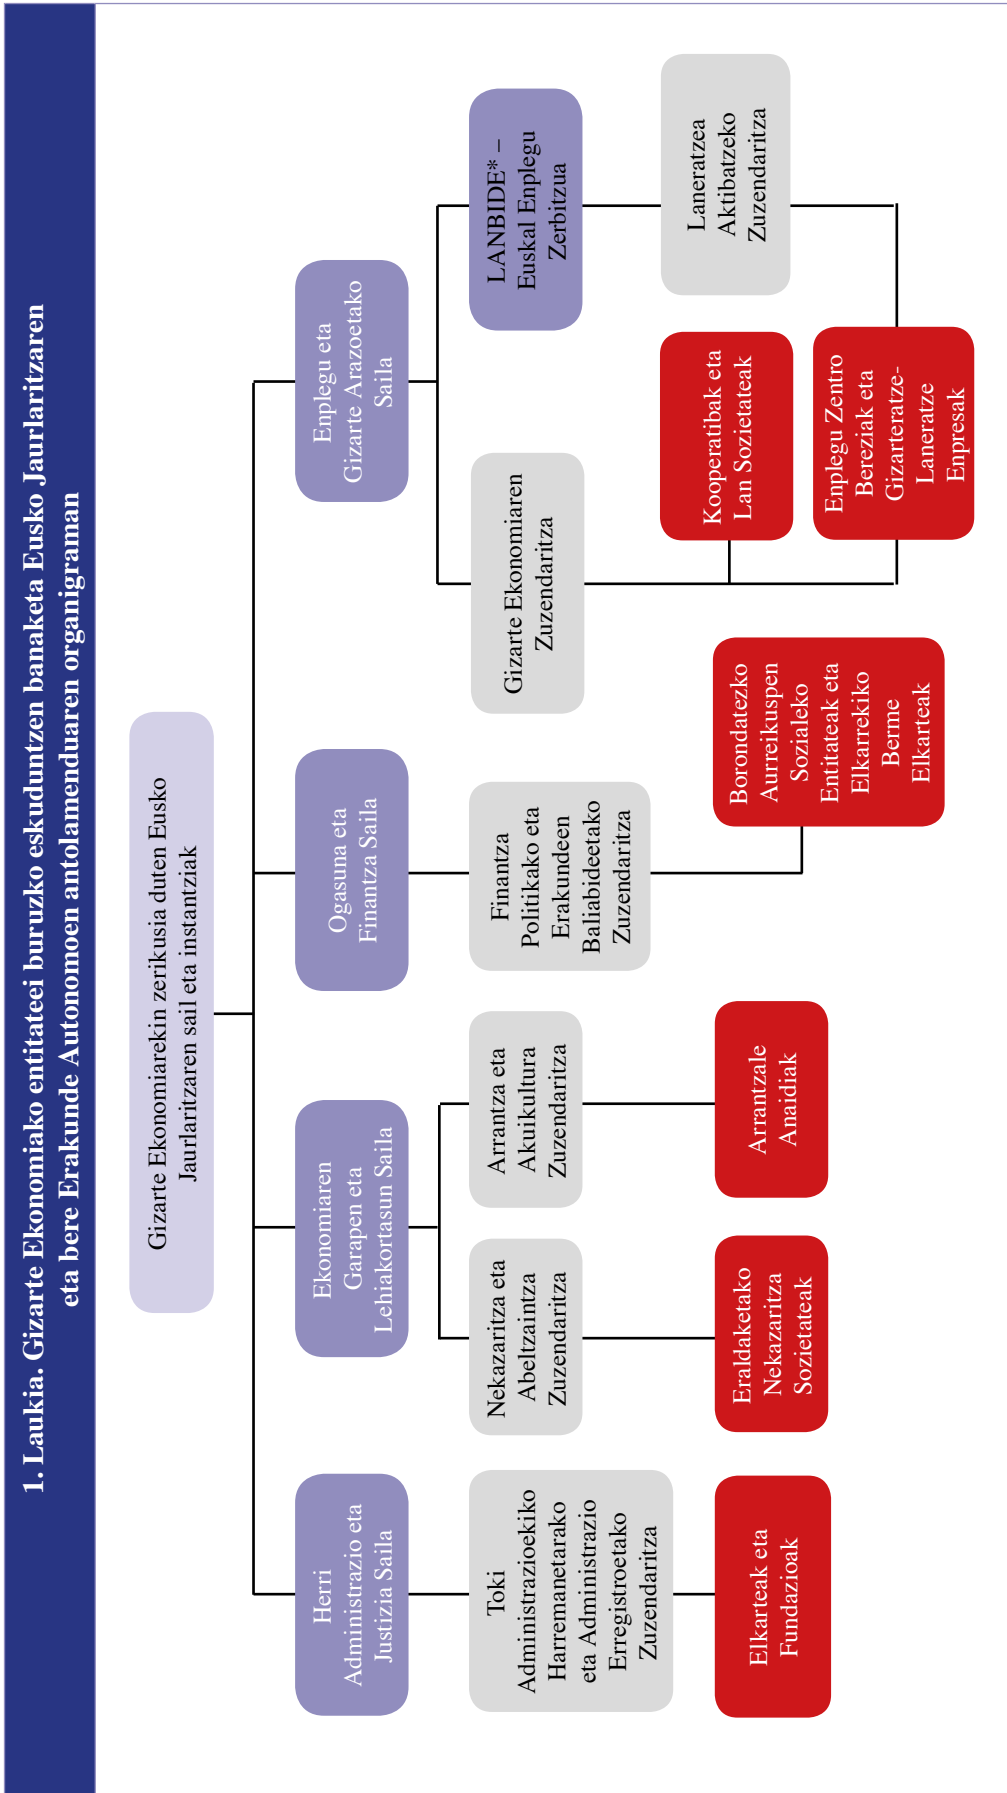 1. Laukia. Gizarte Ekonomiako entitateei buruzko eskuduntzen banaketa Eusko Jaurlaritzaren
eta bere Erakunde Autonomoen antolamenduaren organigraman
Gizarte Ekonomiarekin zerikusia duten Eusko
Jaurlaritzaren sail eta instantziak
Herri
Administrazio eta
Justizia Saila
Ekonomiaren
Garapen eta
Lehiakortasun Saila
Ogasuna eta
Finantza Saila
Enplegu eta
Gizarte Arazoetako
Saila
Toki
Administrazioekiko
Harremanetarako
eta Administrazio
Erregistroetako
Zuzendaritza
Nekazaritza eta
Abeltzaintza
Zuzendaritza
Arrantza eta
Akuikultura
Zuzendaritza
Finantza
Politikako eta
Erakundeen
Baliabideetako
Zuzendaritza
Gizarte Ekonomiaren
Zuzendaritza
LANBIDE* –
Euskal Enplegu
Zerbitzua
Laneratzea
Aktibatzeko
Zuzendaritza
Elkarteak eta
Fundazioak
Eraldaketako
Nekazaritza
Sozietateak
Arrantzale
Anaidiak
Borondatezko
Aurreikuspen
Sozialeko
Entitateak eta
Elkarrekiko
Berme
Elkarteak
Kooperatibak eta
Lan Sozietateak
Enplegu Zentro
Bereziak eta
Gizarteratze-
Laneratze
Enpresak